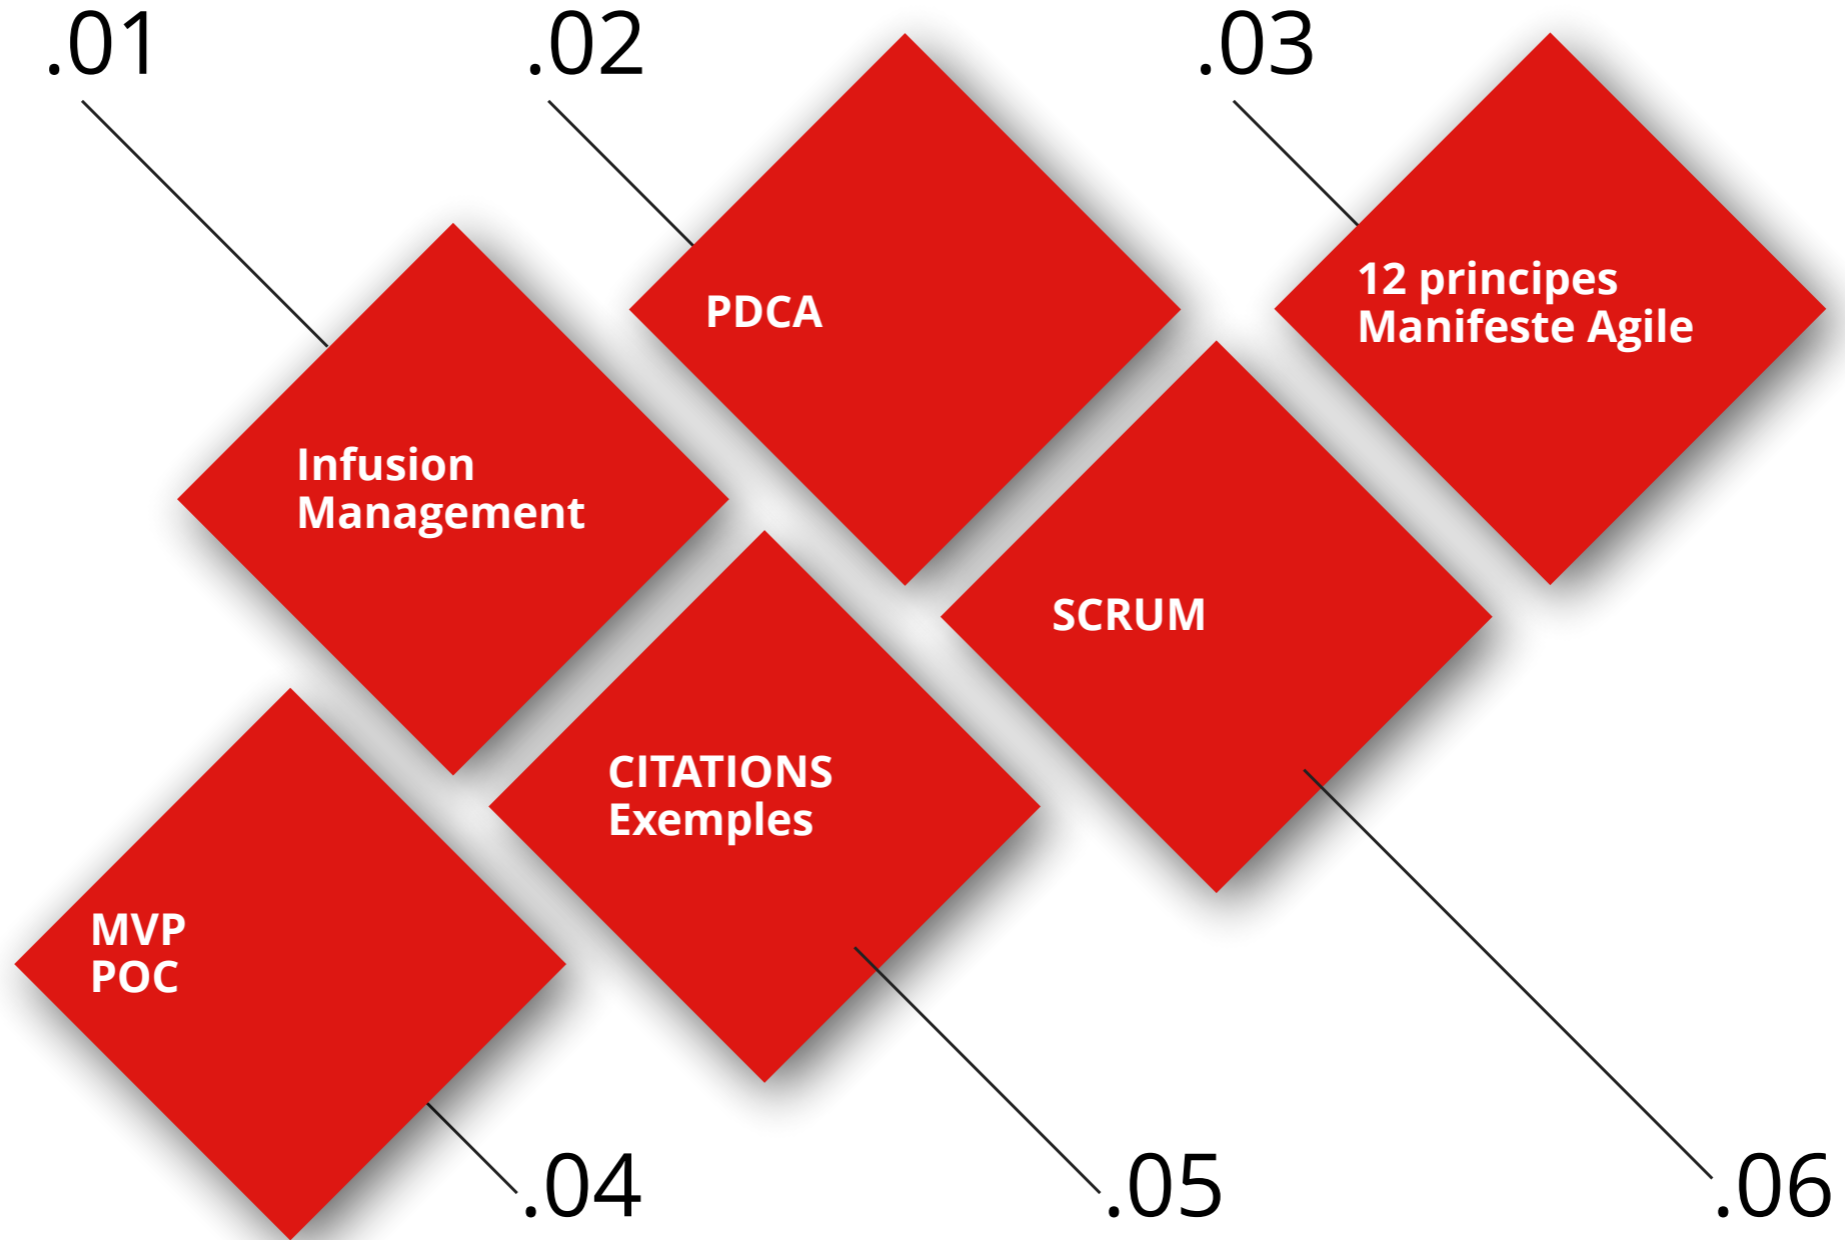 .01
.02
.03
Infusion
Management
PDCA
12 principes
Manifeste Agile
MVP
POC
CITATIONS
Exemples
SCRUM
.04
.05
.06